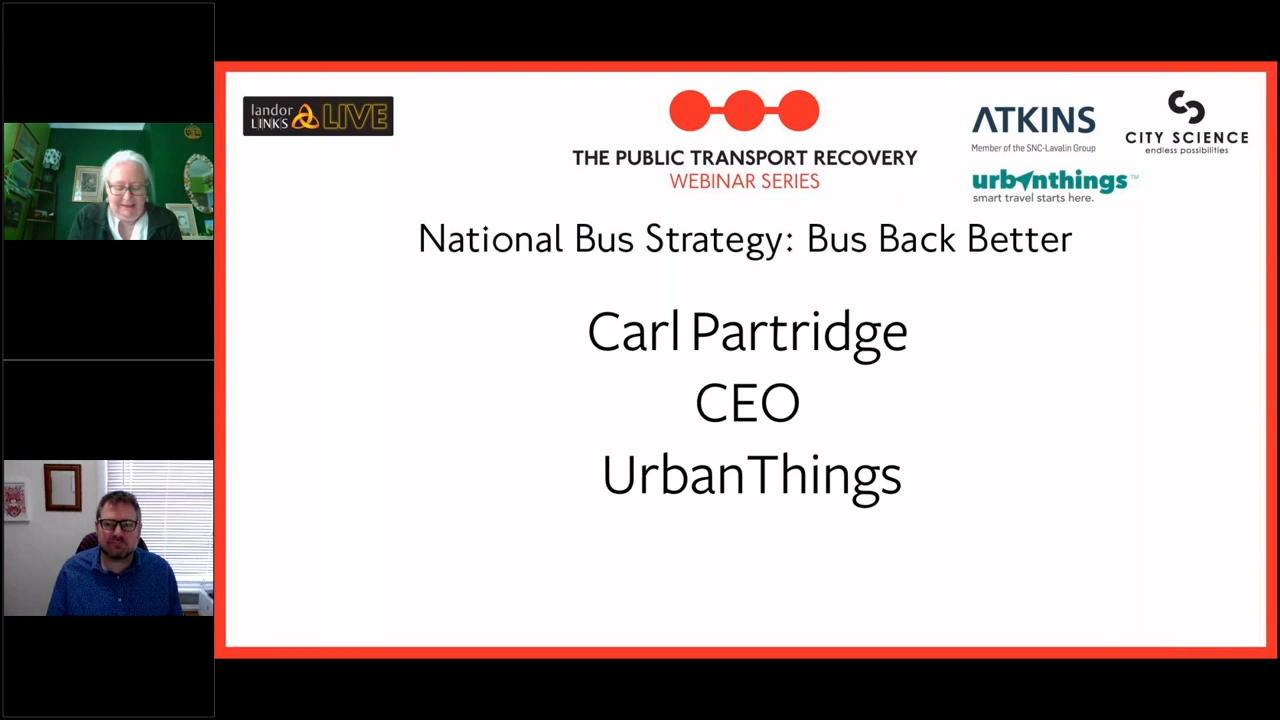 landor
LINKS LIVE
THE PUBLIC TRANSPORT RECOVERY
WEBINAR SERIES
ATKINS
Member of the SNC-Lavalin Group
CITY SCIENCE
endless possibilities
urbanthings™
smart travel starts here.
National Bus Strategy: Bus Back Better
Carl Partridge
CEO
UrbanThings